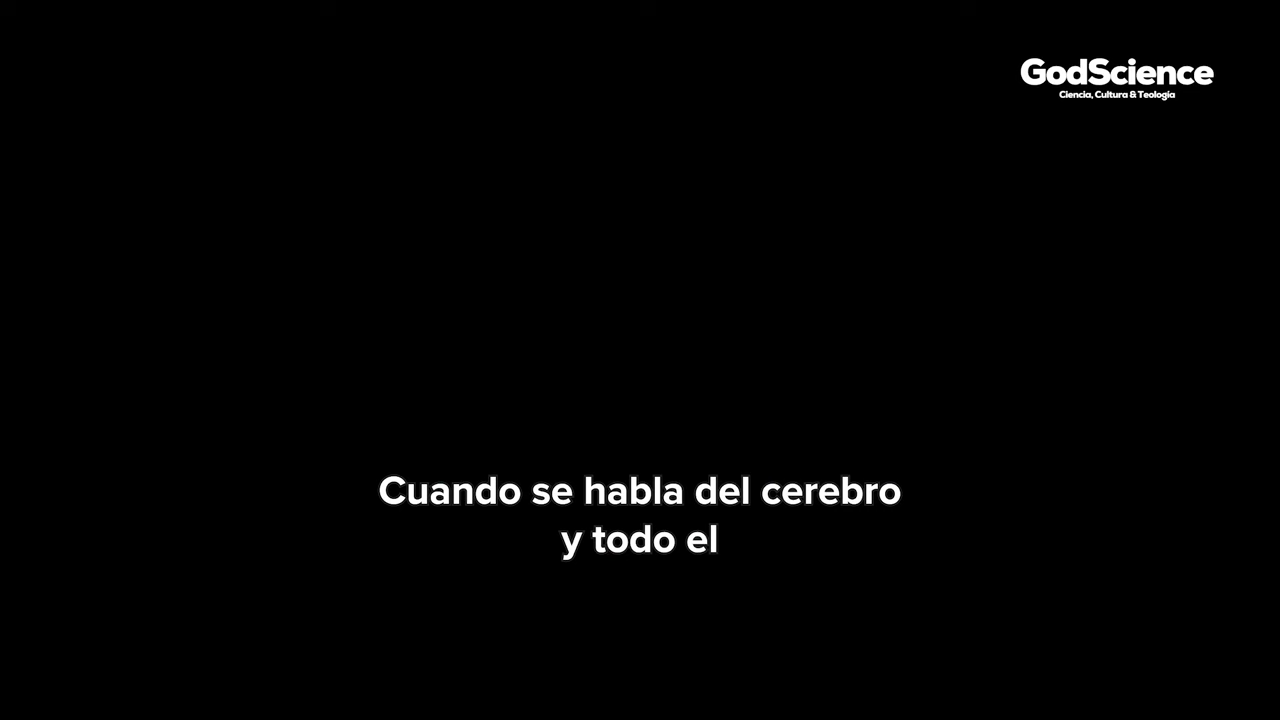 GodScience
Ciencia, Cultura & Teología
Cuando se habla del cerebro
y todo el